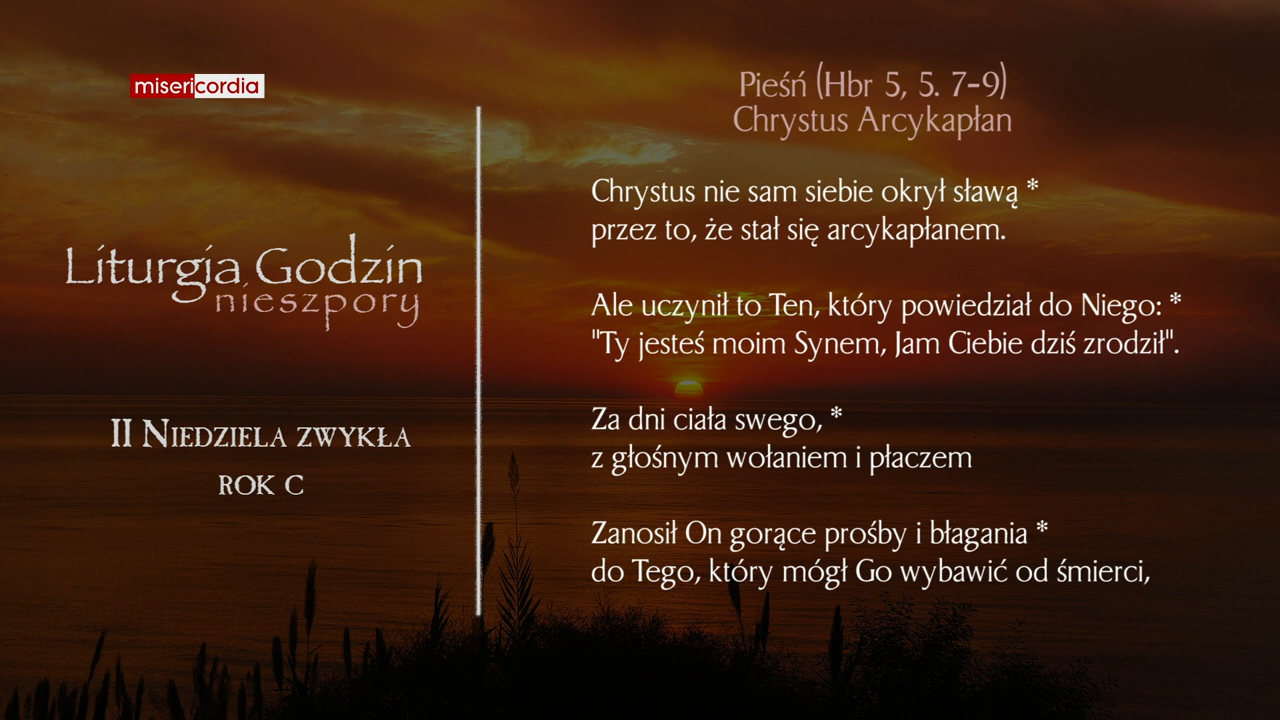 misericordia
Liturgia Godzin
nieszpory
II Niedziela zwykła
rok C
Pieśń (Hbr 5, 5. 7-9)
Chrystus Arcykapłan
Chrystus nie sam siebie okrył sławą *
przez to, że stał się arcykapłanem.
Ale uczynił to Ten, który powiedział do Niego: *
"Ty jesteś moim Synem, Jam Ciebie dziś zrodził".
Za dni ciała swego, *
z głośnym wołaniem i płaczem
Zanosił On gorące prośby i błagania *
do Tego, który mógł Go wybawić od śmierci,